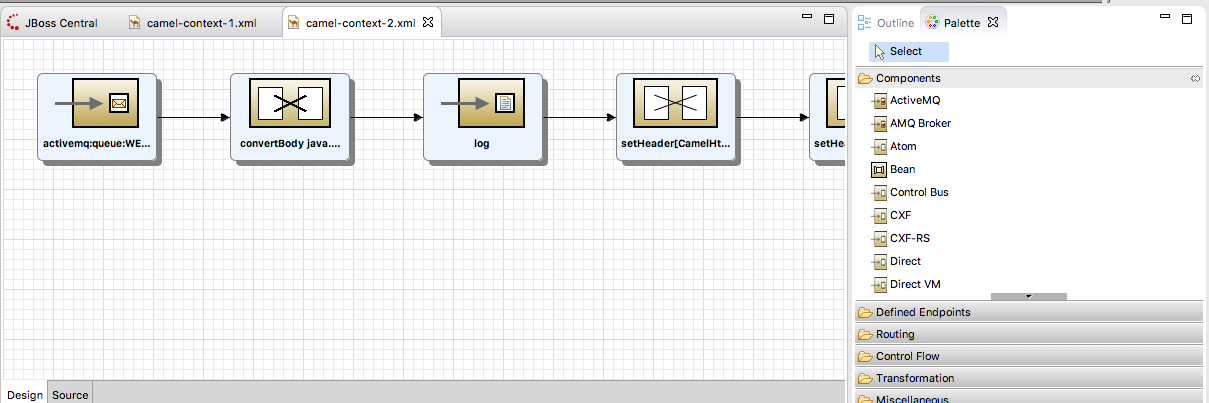 JBoss Central
camel-context-1.xml
camel-context-2.xml
activemq:queue:WE...
convertBody java....
log
setHeader[CamelHt...
setHea
Design
Source
Outline
Palette
Select
Components
ActiveMQ
AMQ Broker
Atom
Bean
Control Bus
CXF
CXF-RS
Direct
Direct VM
Defined Endpoints
Routing
Control Flow
Transformation
Miscellaneous